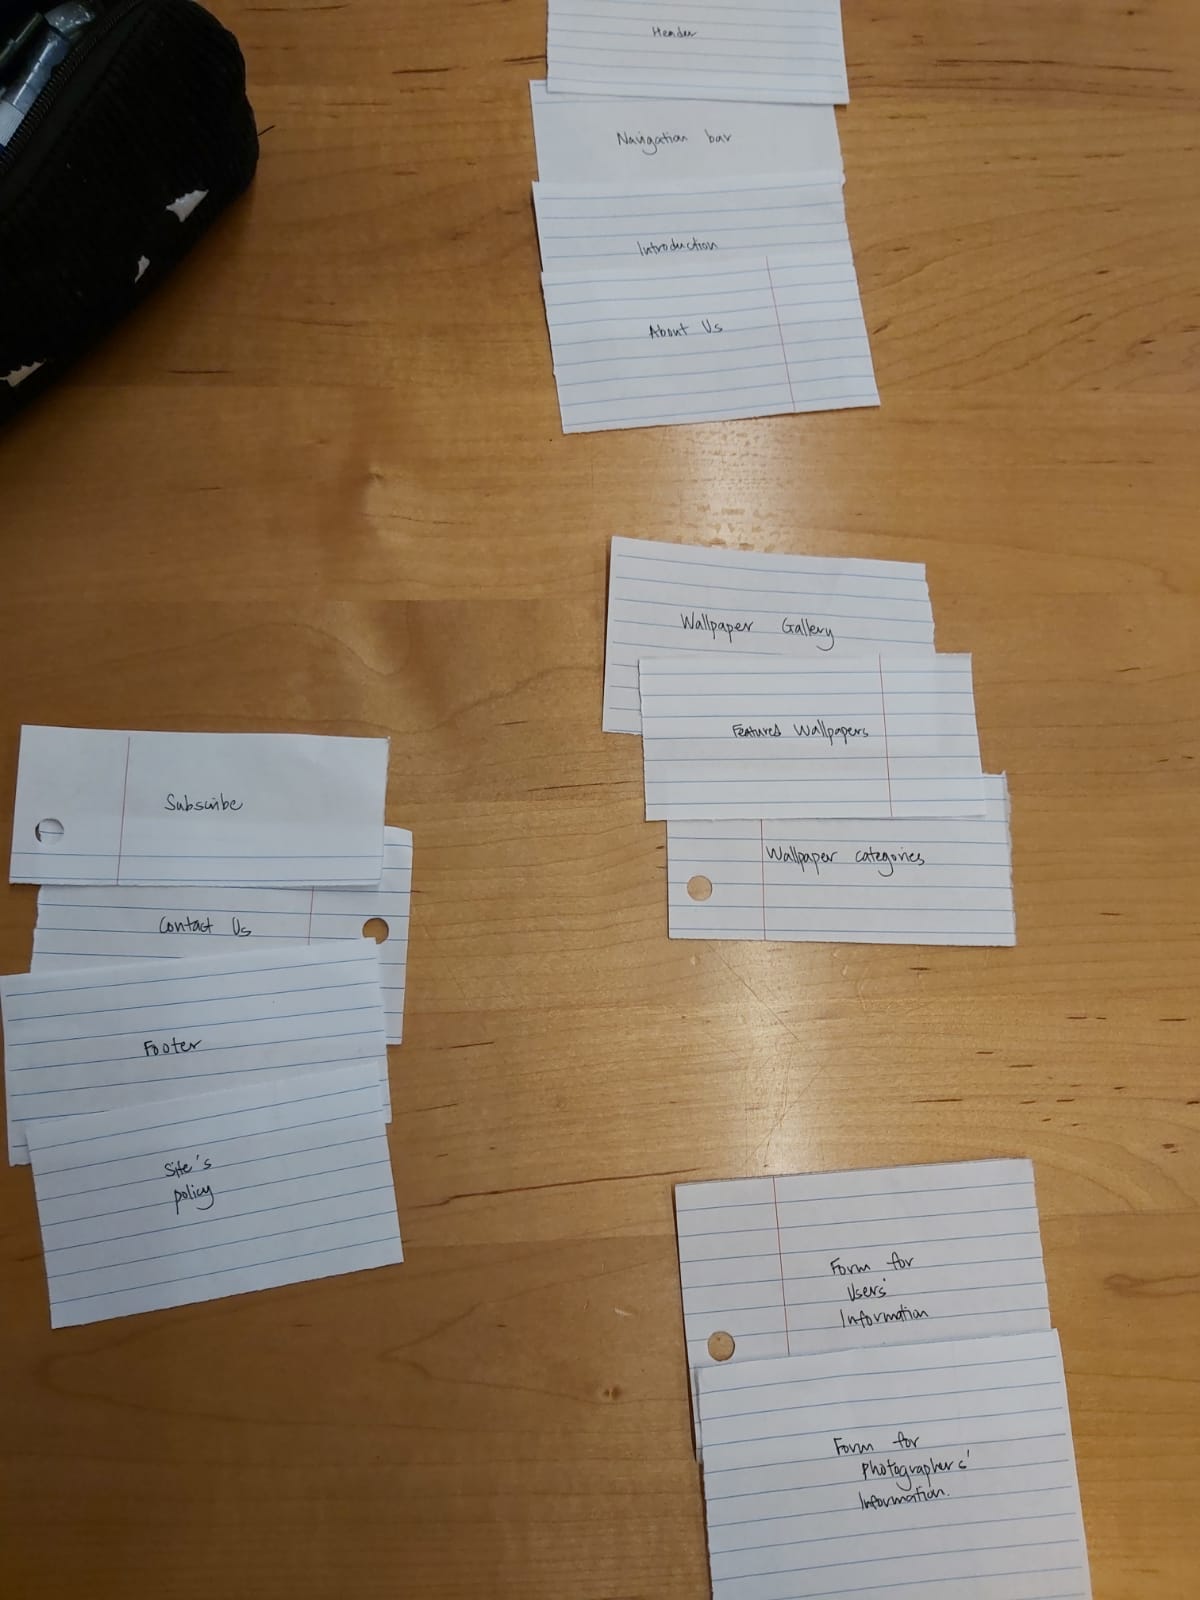 Header
Navigation bar
Introduction
About Us
Wallpaper Gallery
Featured Wallpapers
Wallpaper categories
Subscribe
Contact Us
Footer
Site's
policy
Form for
Users'
Information
Form for
Photographers'
Information.